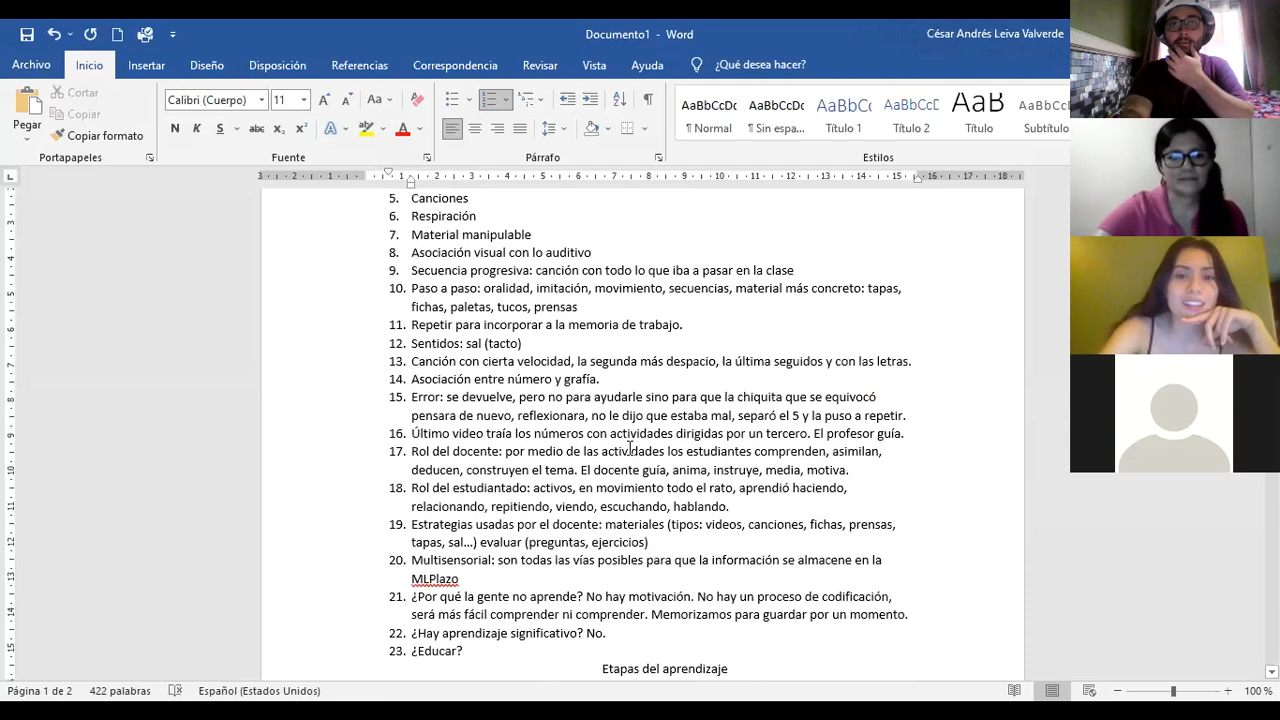 Documento1 - Word
César Andrés Leiva Valverde
Archivo Inicio Insertar Diseño Disposición Referencias Correspondencia Revisar Vista Ayuda ¿Qué desea hacer?
Pegar
Cortar
Copiar
Copiar formato
Portapapeles
Calibri (Cuerpo) 11
N K S abc x₂ x²
Fuente
Párrafo
AaBbCcDc AaBbCcDc AaBbCcD AaBbCcD AaB AaBbCcD
¶ Normal ¶ Sin espa... Título 1 Título 2 Título Subtítulo
Estilos
5. Canciones
6. Respiración
7. Material manipulable
8. Asociación visual con lo auditivo
9. Secuencia progresiva: canción con todo lo que iba a pasar en la clase
10. Paso a paso: oralidad, imitación, movimiento, secuencias, material más concreto: tapas,
fichas, paletas, tucos, prensas
11. Repetir para incorporar a la memoria de trabajo.
12. Sentidos: sal (tacto)
13. Canción con cierta velocidad, la segunda más despacio, la última seguidos y con las letras.
14. Asociación entre número y grafía.
15. Error: se devuelve, pero no para ayudarle sino para que la chiquita que se equivocó
pensara de nuevo, reflexionara, no le dijo que estaba mal, separó el 5 y la puso a repetir.
16. Último video traía los números con actividades dirigidas por un tercero. El profesor guía.
17. Rol del docente: por medio de las actividades los estudiantes comprenden, asimilan,
deducen, construyen el tema. El docente guía, anima, instruye, media, motiva.
18. Rol del estudiantado: activos, en movimiento todo el rato, aprendió haciendo,
relacionando, repitiendo, viendo, escuchando, hablando.
19. Estrategias usadas por el docente: materiales (tipos: videos, canciones, fichas, prensas,
tapas, sal...) evaluar (preguntas, ejercicios)
20. Multisensorial: son todas las vías posibles para que la información se almacene en la
MLPlazo
21. ¿Por qué la gente no aprende? No hay motivación. No hay un proceso de codificación,
será más fácil comprender ni comprender. Memorizamos para guardar por un momento.
22. ¿Hay aprendizaje significativo? No.
23. ¿Educar?
Etapas del aprendizaje
Página 1 de 2 422 palabras Español (Estados Unidos) 100 %